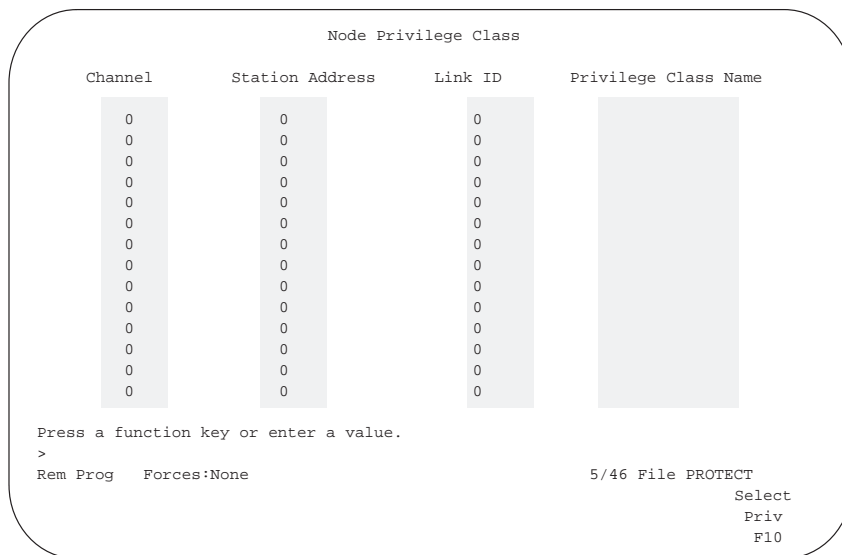 Node Privilege Class
Channel Station Address Link ID Privilege Class Name
0 0 0
0 0 0
0 0 0
0 0 0
0 0 0
0 0 0
0 0 0
0 0 0
0 0 0
0 0 0
0 0 0
0 0 0
0 0 0
0 0 0
Press a function key or enter a value.
>
Rem Prog Forces:None 5/46 File PROTECT
Select
Priv
F10